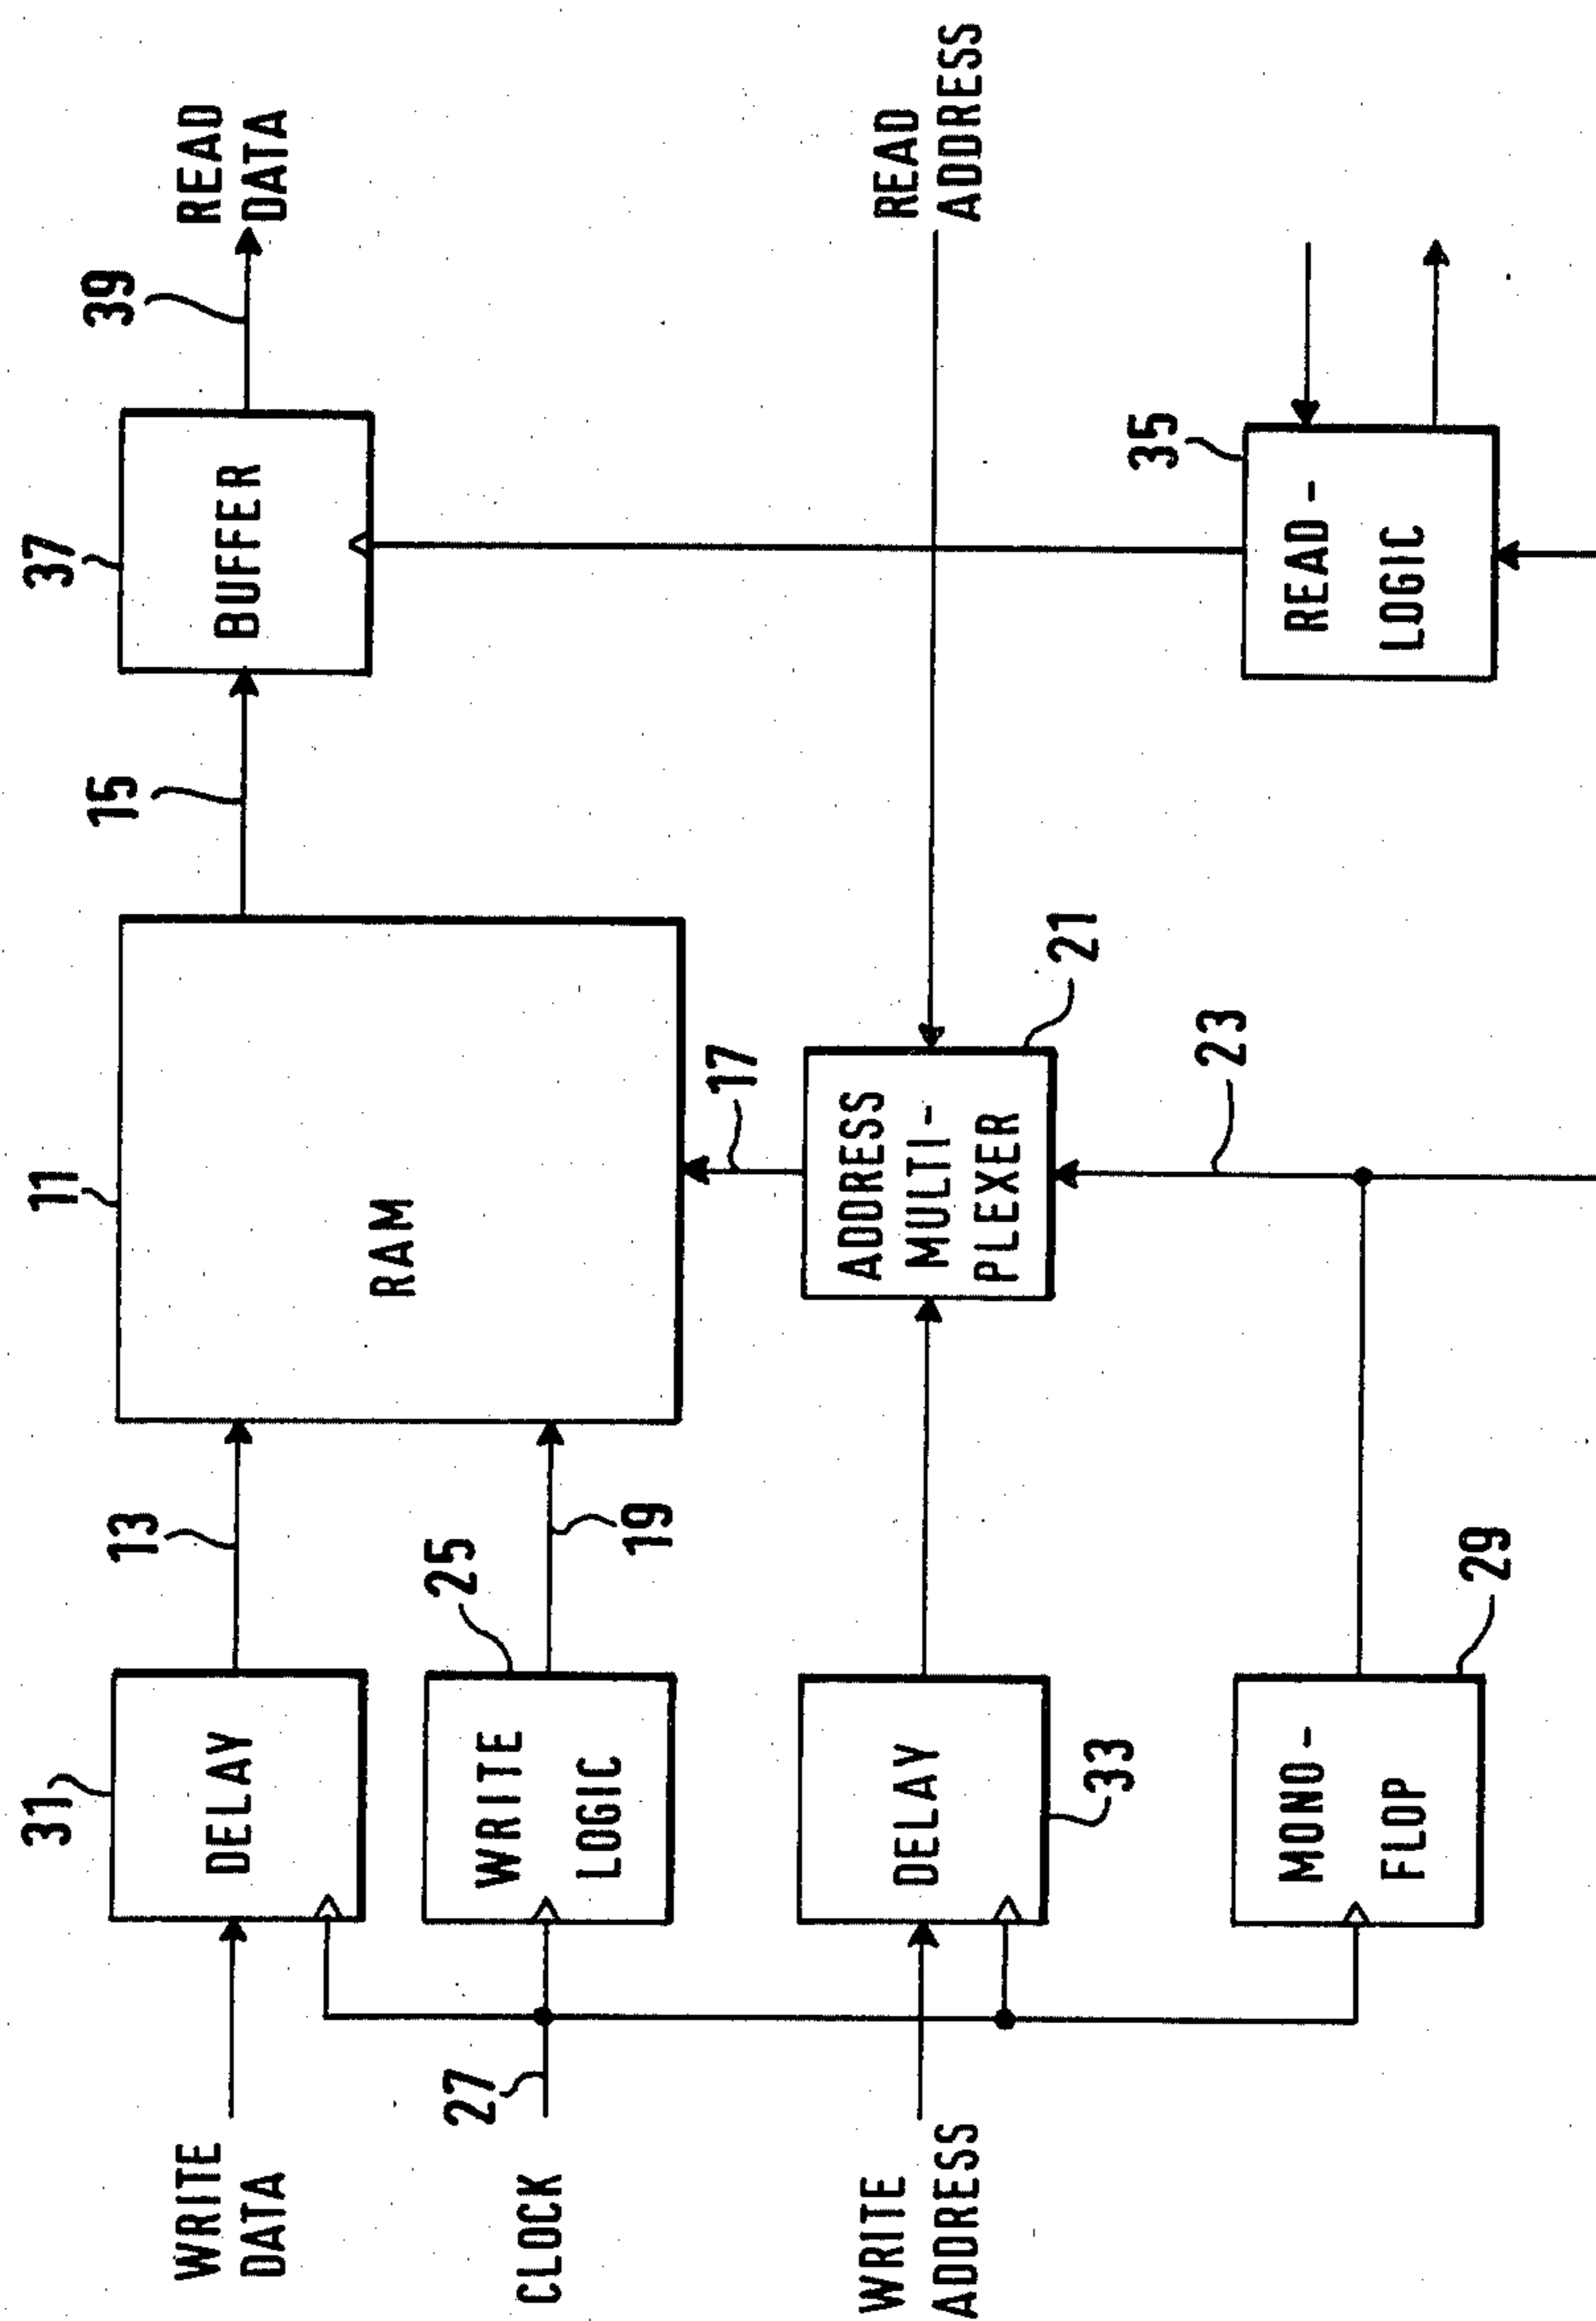 37
39
READ
DATA
BUFFER
15
11
RAM
13
31
DELAY
25
19
WRITE
LOGIC
WRITE
DATA
27
CLOCK
17
ADDRESS
MULTI-
PLEXER
21
READ
ADDRESS
DELAY
33
WRITE
ADDRESS
23
35
READ-
LOGIC
MONO-
FLOP
29